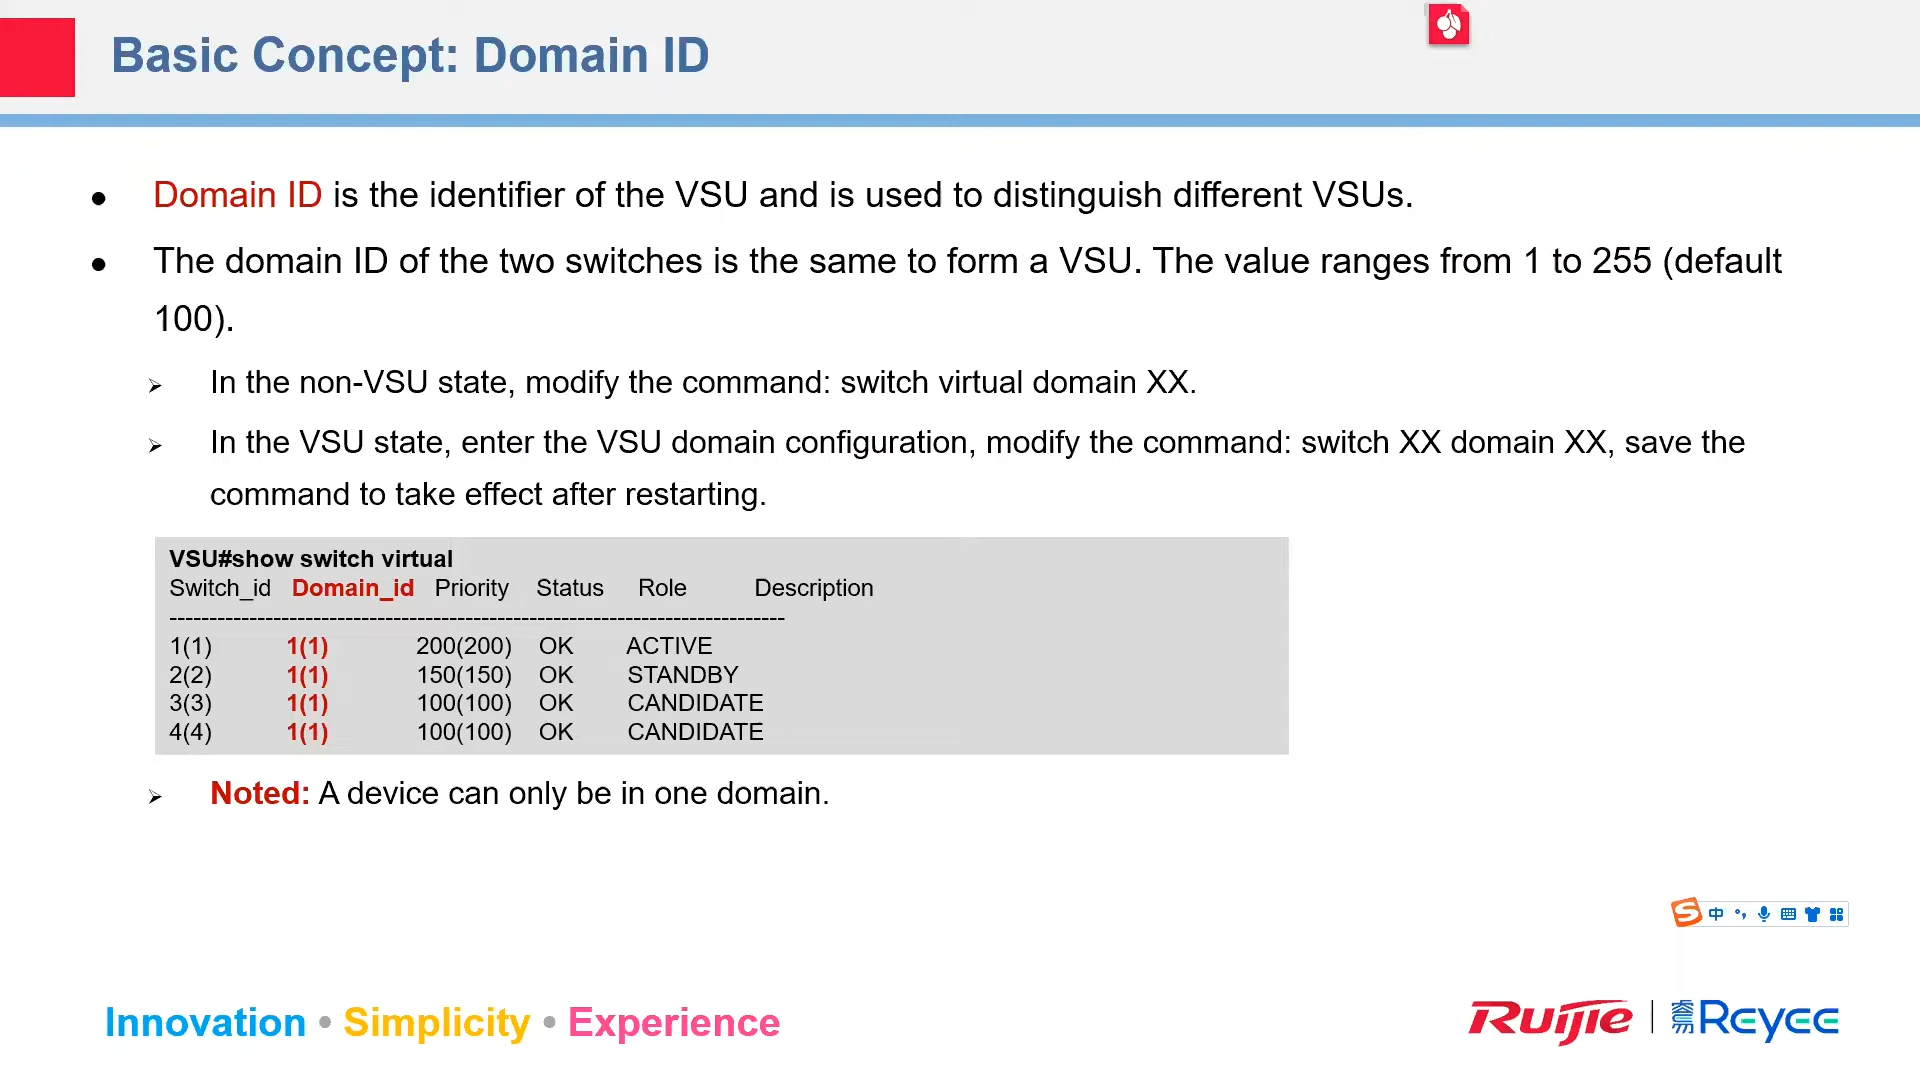 Basic Concept: Domain ID
● Domain ID is the identifier of the VSU and is used to distinguish different VSUs.
● The domain ID of the two switches is the same to form a VSU. The value ranges from 1 to 255 (default
100).
➢ In the non-VSU state, modify the command: switch virtual domain XX.
➢ In the VSU state, enter the VSU domain configuration, modify the command: switch XX domain XX, save the
command to take effect after restarting.
VSU#show switch virtual
Switch_id Domain_id Priority Status Role Description
-----------------------------------------------------------------------------
1(1) 1(1) 200(200) OK ACTIVE
2(2) 1(1) 150(150) OK STANDBY
3(3) 1(1) 100(100) OK CANDIDATE
4(4) 1(1) 100(100) OK CANDIDATE
➢ Noted: A device can only be in one domain.
S 中 °,
Innovation • Simplicity • Experience
Ruijie | 睿易 Reyee